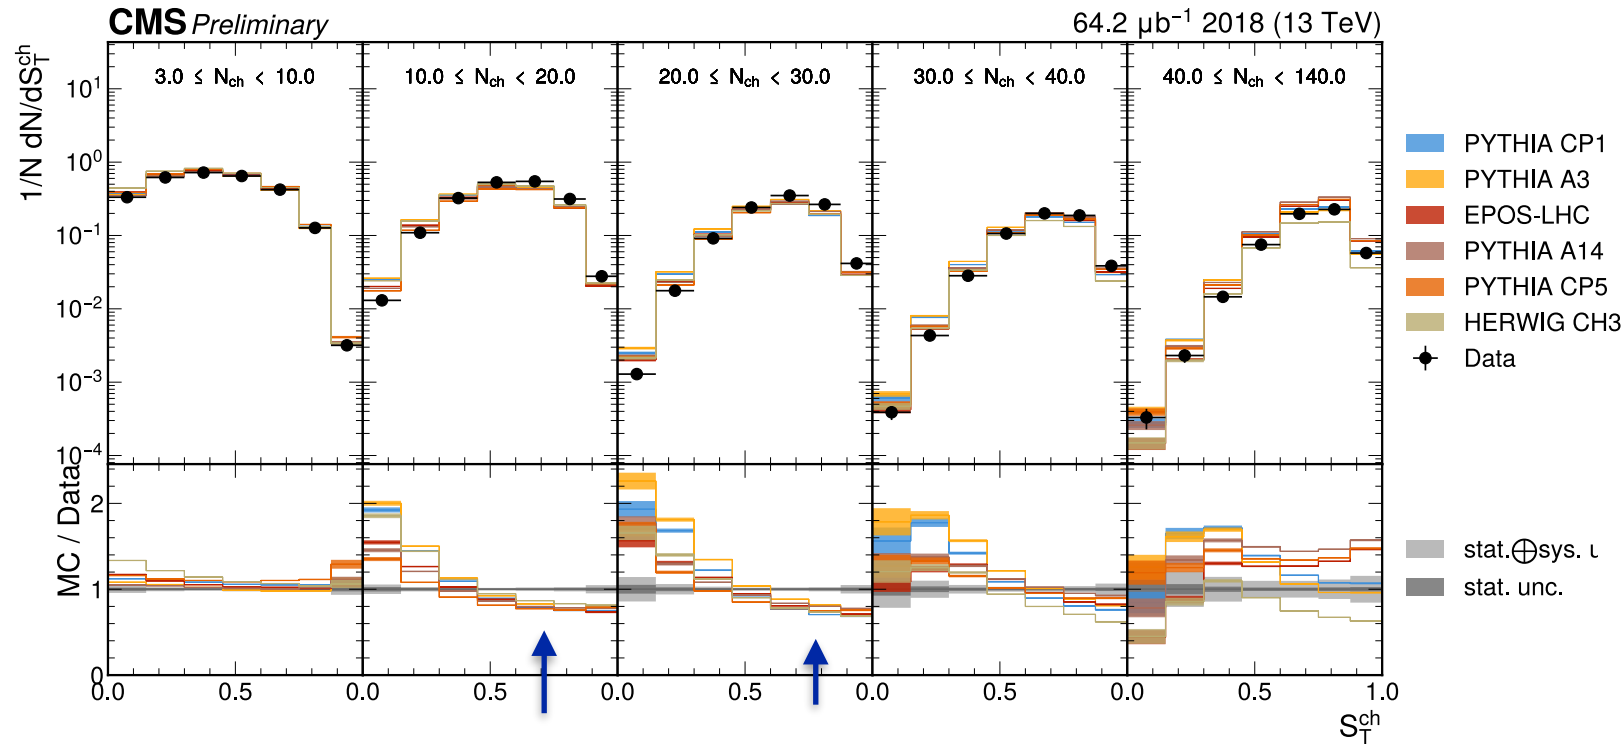 CMS Preliminary
64.2 μb⁻¹ 2018 (13 TeV)
1/N dN/dS_T^ch
3.0 ≤ N_ch < 10.0
10.0 ≤ N_ch < 20.0
20.0 ≤ N_ch < 30.0
30.0 ≤ N_ch < 40.0
40.0 ≤ N_ch < 140.0
10¹
10⁰
10⁻¹
10⁻²
10⁻³
10⁻⁴
PYTHIA CP1
PYTHIA A3
EPOS-LHC
PYTHIA A14
PYTHIA CP5
HERWIG CH3
Data
MC / Data
2
1
0
stat.⊕sys. u
stat. unc.
0.0 0.5 0.0 0.5 0.0 0.5 0.0 0.5 0.0 0.5 1.0
S_T^ch